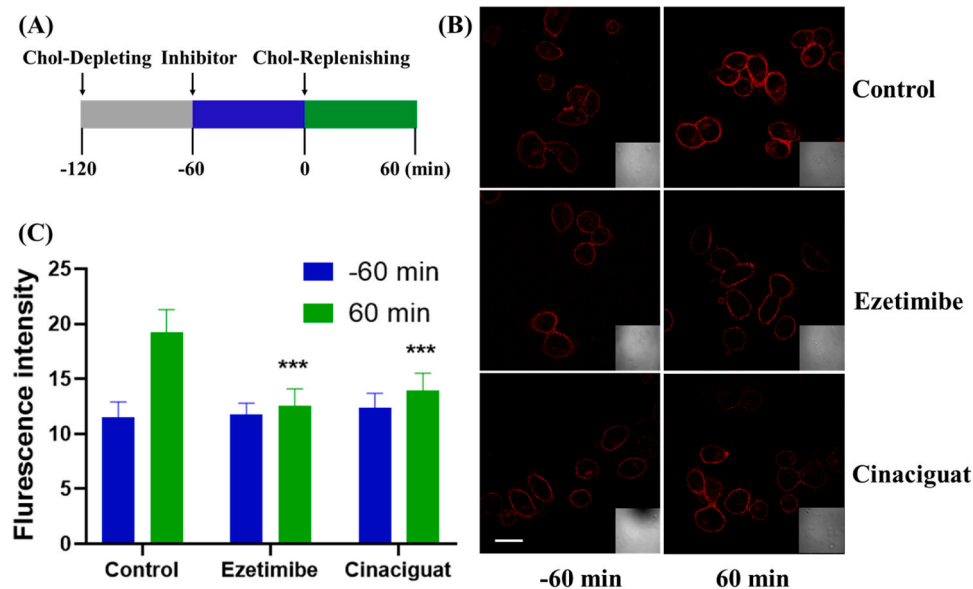 (A)
Chol-Depleting Inhibitor Chol-Replenishing
-120 -60 0 60 (min)
(B)
Control
Ezetimibe
Cinaciguat
-60 min 60 min
(C)
Flurescence intensity
25
20
15
10
5
0
-60 min
60 min
*** ***
Control Ezetimibe Cinaciguat